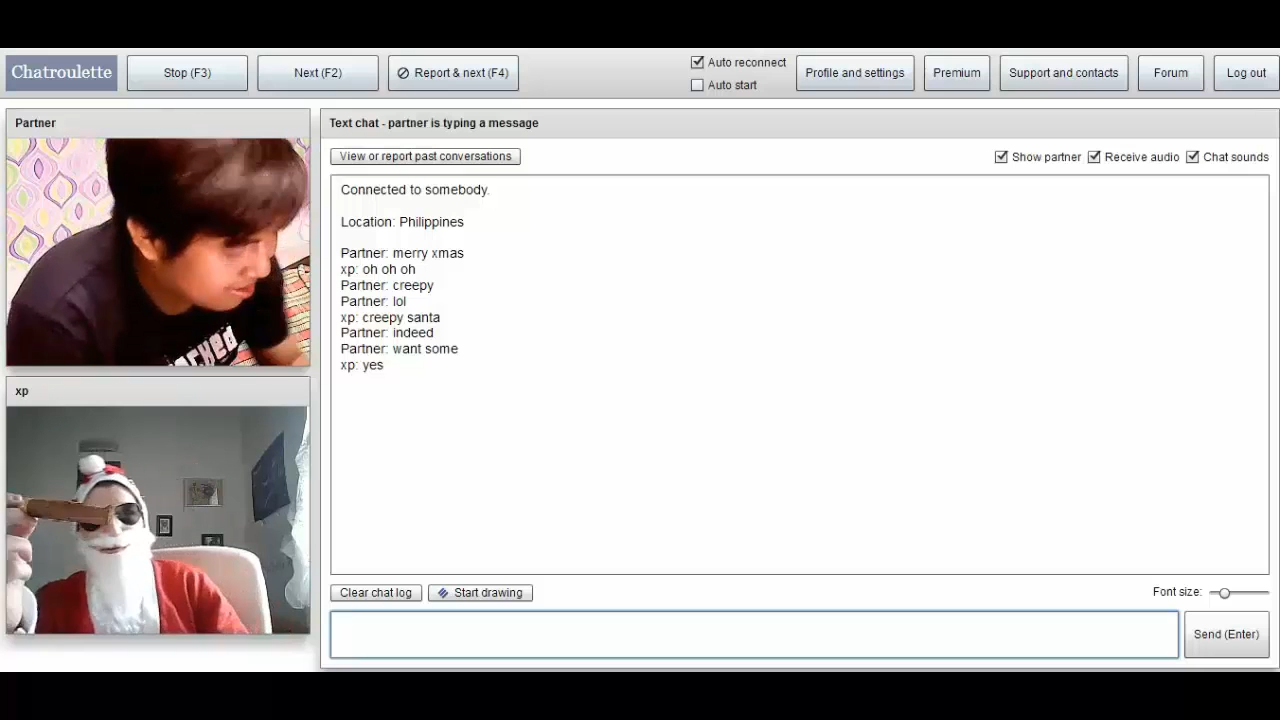 Chatroulette
Stop (F3)
Next (F2)
Report & next (F4)
Auto reconnect
Auto start
Profile and settings
Premium
Support and contacts
Forum
Log out
Partner
Text chat - partner is typing a message
View or report past conversations
Show partner
Receive audio
Chat sounds
Connected to somebody.
Location: Philippines
Partner: merry xmas
xp: oh oh oh
Partner: creepy
Partner: lol
xp: creepy santa
Partner: indeed
Partner: want some
xp: yes
xp
Clear chat log
Start drawing
Font size:
Send (Enter)